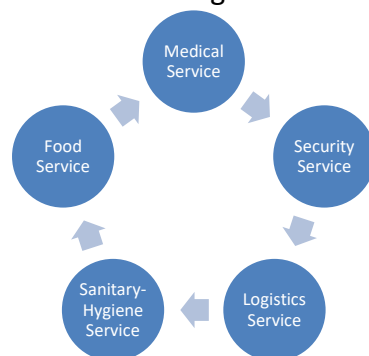 Medical
Service
Security
Service
Logistics
Service
Sanitary-
Hygiene
Service
Food
Service